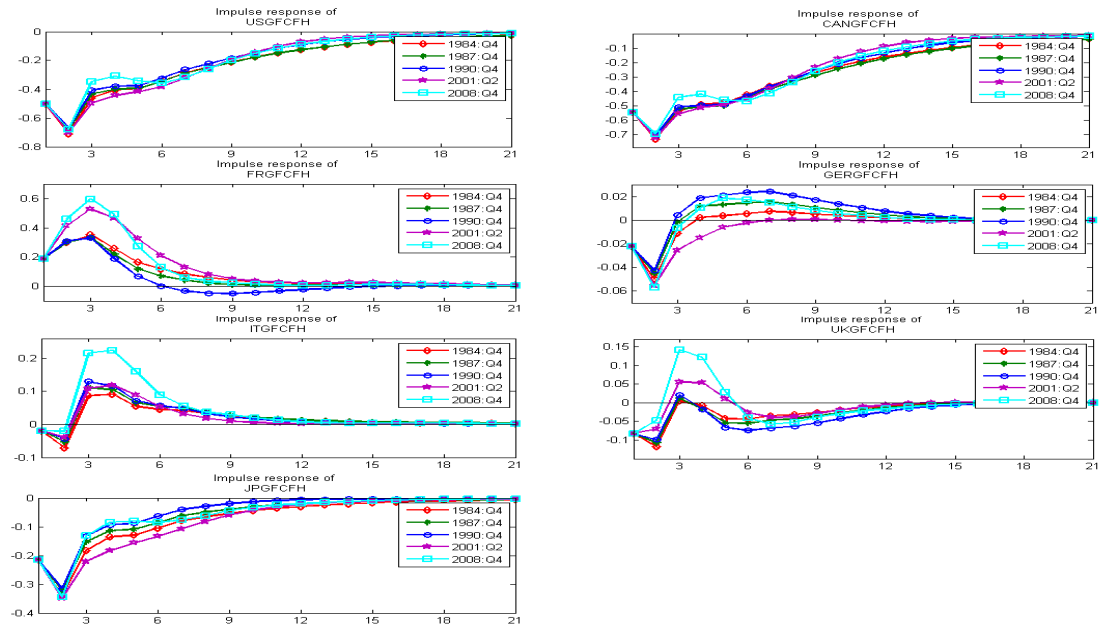 Impulse response of
USGFCFH
0
-0.2
-0.4
-0.6
-0.8
3 6 9 12 15 18 21
1984:Q4
1987:Q4
1990:Q4
2001:Q2
2008:Q4
Impulse response of
CANGFCFH
-0.1
-0.2
-0.3
-0.4
-0.5
-0.6
-0.7
3 6 9 12 15 18 21
1984:Q4
1987:Q4
1990:Q4
2001:Q2
2008:Q4
Impulse response of
FRGFCFH
0.6
0.4
0.2
0
3 6 9 12 15 18 21
1984:Q4
1987:Q4
1990:Q4
2001:Q2
2008:Q4
Impulse response of
GERGFCFH
0.02
0
-0.02
-0.04
-0.06
3 6 9 12 15 18 21
1984:Q4
1987:Q4
1990:Q4
2001:Q2
2008:Q4
Impulse response of
ITGFCFH
0.2
0.1
0
-0.1
3 6 9 12 15 18 21
1984:Q4
1987:Q4
1990:Q4
2001:Q2
2008:Q4
Impulse response of
UKGFCFH
0.15
0.1
0.05
0
-0.05
-0.1
3 6 9 12 15 18 21
1984:Q4
1987:Q4
1990:Q4
2001:Q2
2008:Q4
Impulse response of
JPGFCFH
0
-0.1
-0.2
-0.3
-0.4
3 6 9 12 15 18 21
1984:Q4
1987:Q4
1990:Q4
2001:Q2
2008:Q4